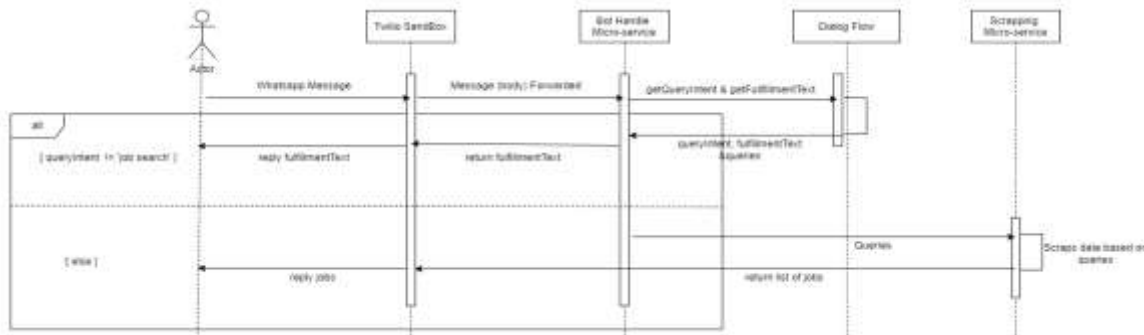 Twilio SandBox
Bot Handle
Micro-service
Dialog Flow
Scrapping
Micro-service
Actor
Whatsapp Message
Message (body) Forwarded
getQueryIntent & getFulfillmentText
alt
[ queryIntent != 'job search' ]
reply fulfillmentText
return fulfillmentText
queryIntent, fulfillmentText
&queries
Queries
Scraps data based on
queries
[ else ]
reply jobs
return list of jobs